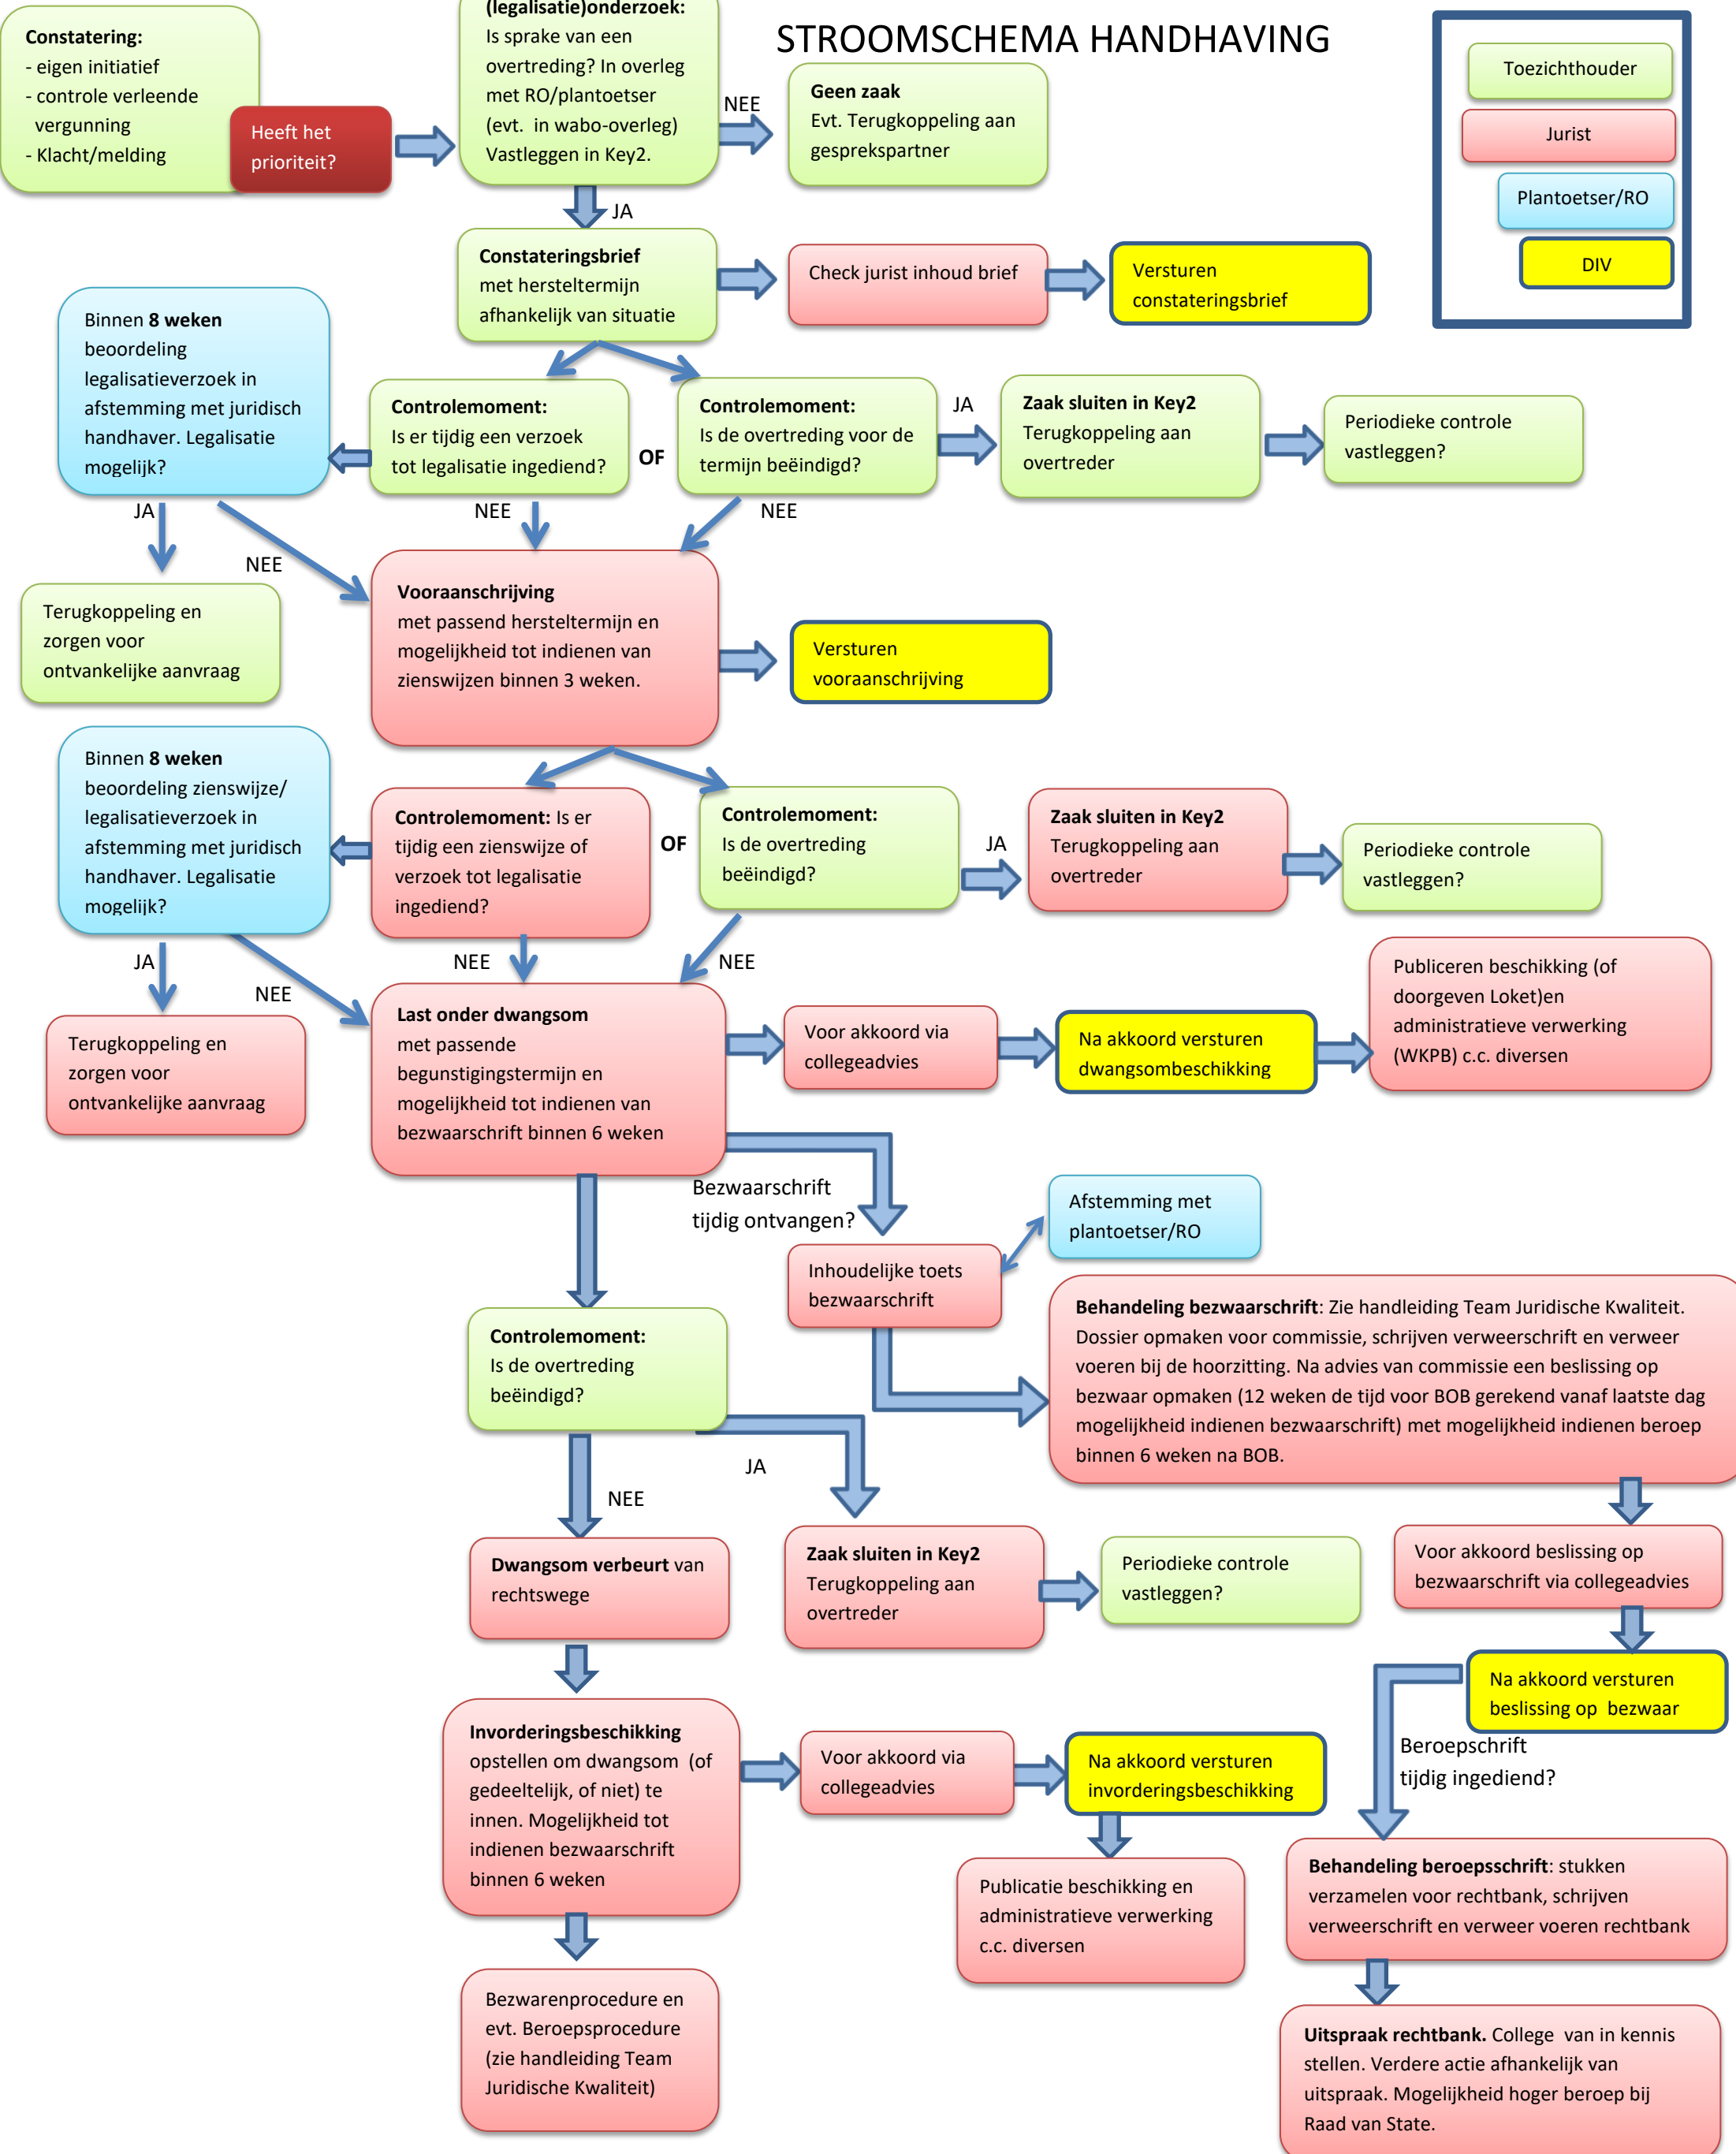 STROOMSCHEMA HANDHAVING
Constatering:
- eigen initiatief
- controle verleende
vergunning
- Klacht/melding
Heeft het
prioriteit?
(legalisatie)onderzoek:
Is sprake van een
overtreding? In overleg
met RO/plantoetser
(evt. in wabo-overleg)
Vastleggen in Key2.
NEE
Geen zaak
Evt. Terugkoppeling aan
gesprekspartner
Toezichthouder
Jurist
Plantoetser/RO
DIV
JA
Constateringsbrief
met hersteltermijn
afhankelijk van situatie
Check jurist inhoud brief
Versturen
constateringsbrief
Binnen 8 weken
beoordeling
legalisatieverzoek in
afstemming met juridisch
handhaver. Legalisatie
mogelijk?
Controlemoment:
Is er tijdig een verzoek
tot legalisatie ingediend?
OF
Controlemoment:
Is de overtreding voor de
termijn beëindigd?
JA
Zaak sluiten in Key2
Terugkoppeling aan
overtreder
Periodieke controle
vastleggen?
JA
NEE
NEE
NEE
Terugkoppeling en
zorgen voor
ontvankelijke aanvraag
Vooraanschrijving
met passend hersteltermijn en
mogelijkheid tot indienen van
zienswijzen binnen 3 weken.
Versturen
vooraanschrijving
Binnen 8 weken
beoordeling zienswijze/
legalisatieverzoek in
afstemming met juridisch
handhaver. Legalisatie
mogelijk?
Controlemoment: Is er
tijdig een zienswijze of
verzoek tot legalisatie
ingediend?
OF
Controlemoment:
Is de overtreding
beëindigd?
JA
Zaak sluiten in Key2
Terugkoppeling aan
overtreder
Periodieke controle
vastleggen?
JA
NEE
NEE
NEE
Terugkoppeling en
zorgen voor
ontvankelijke aanvraag
Last onder dwangsom
met passende
begunstigingstermijn en
mogelijkheid tot indienen van
bezwaarschrift binnen 6 weken
Voor akkoord via
collegeadvies
Na akkoord versturen
dwangsombeschikking
Publiceren beschikking (of
doorgeven Loket)en
administratieve verwerking
(WKPB) c.c. diversen
Bezwaarschrift
tijdig ontvangen?
Afstemming met
plantoetser/RO
Inhoudelijke toets
bezwaarschrift
Behandeling bezwaarschrift: Zie handleiding Team Juridische Kwaliteit.
Dossier opmaken voor commissie, schrijven verweerschrift en verweer
voeren bij de hoorzitting. Na advies van commissie een beslissing op
bezwaar opmaken (12 weken de tijd voor BOB gerekend vanaf laatste dag
mogelijkheid indienen bezwaarschrift) met mogelijkheid indienen beroep
binnen 6 weken na BOB.
Controlemoment:
Is de overtreding
beëindigd?
JA
NEE
Dwangsom verbeurt van
rechtswege
Zaak sluiten in Key2
Terugkoppeling aan
overtreder
Periodieke controle
vastleggen?
Voor akkoord beslissing op
bezwaarschrift via collegeadvies
Na akkoord versturen
beslissing op bezwaar
Beroepschrift
tijdig ingediend?
Invorderingsbeschikking
opstellen om dwangsom (of
gedeeltelijk, of niet) te
innen. Mogelijkheid tot
indienen bezwaarschrift
binnen 6 weken
Voor akkoord via
collegeadvies
Na akkoord versturen
invorderingsbeschikking
Publicatie beschikking en
administratieve verwerking
c.c. diversen
Behandeling beroepsschrift: stukken
verzamelen voor rechtbank, schrijven
verweerschrift en verweer voeren rechtbank
Bezwarenprocedure en
evt. Beroepsprocedure
(zie handleiding Team
Juridische Kwaliteit)
Uitspraak rechtbank. College van in kennis
stellen. Verdere actie afhankelijk van
uitspraak. Mogelijkheid hoger beroep bij
Raad van State.